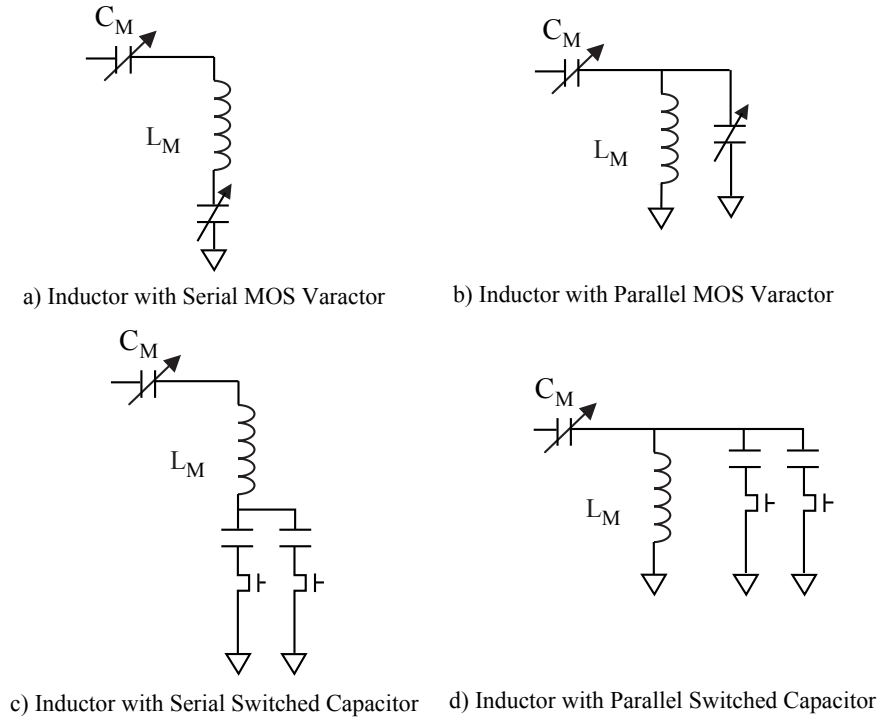 C_M
L_M
a) Inductor with Serial MOS Varactor
C_M
L_M
b) Inductor with Parallel MOS Varactor
C_M
L_M
c) Inductor with Serial Switched Capacitor
C_M
L_M
d) Inductor with Parallel Switched Capacitor